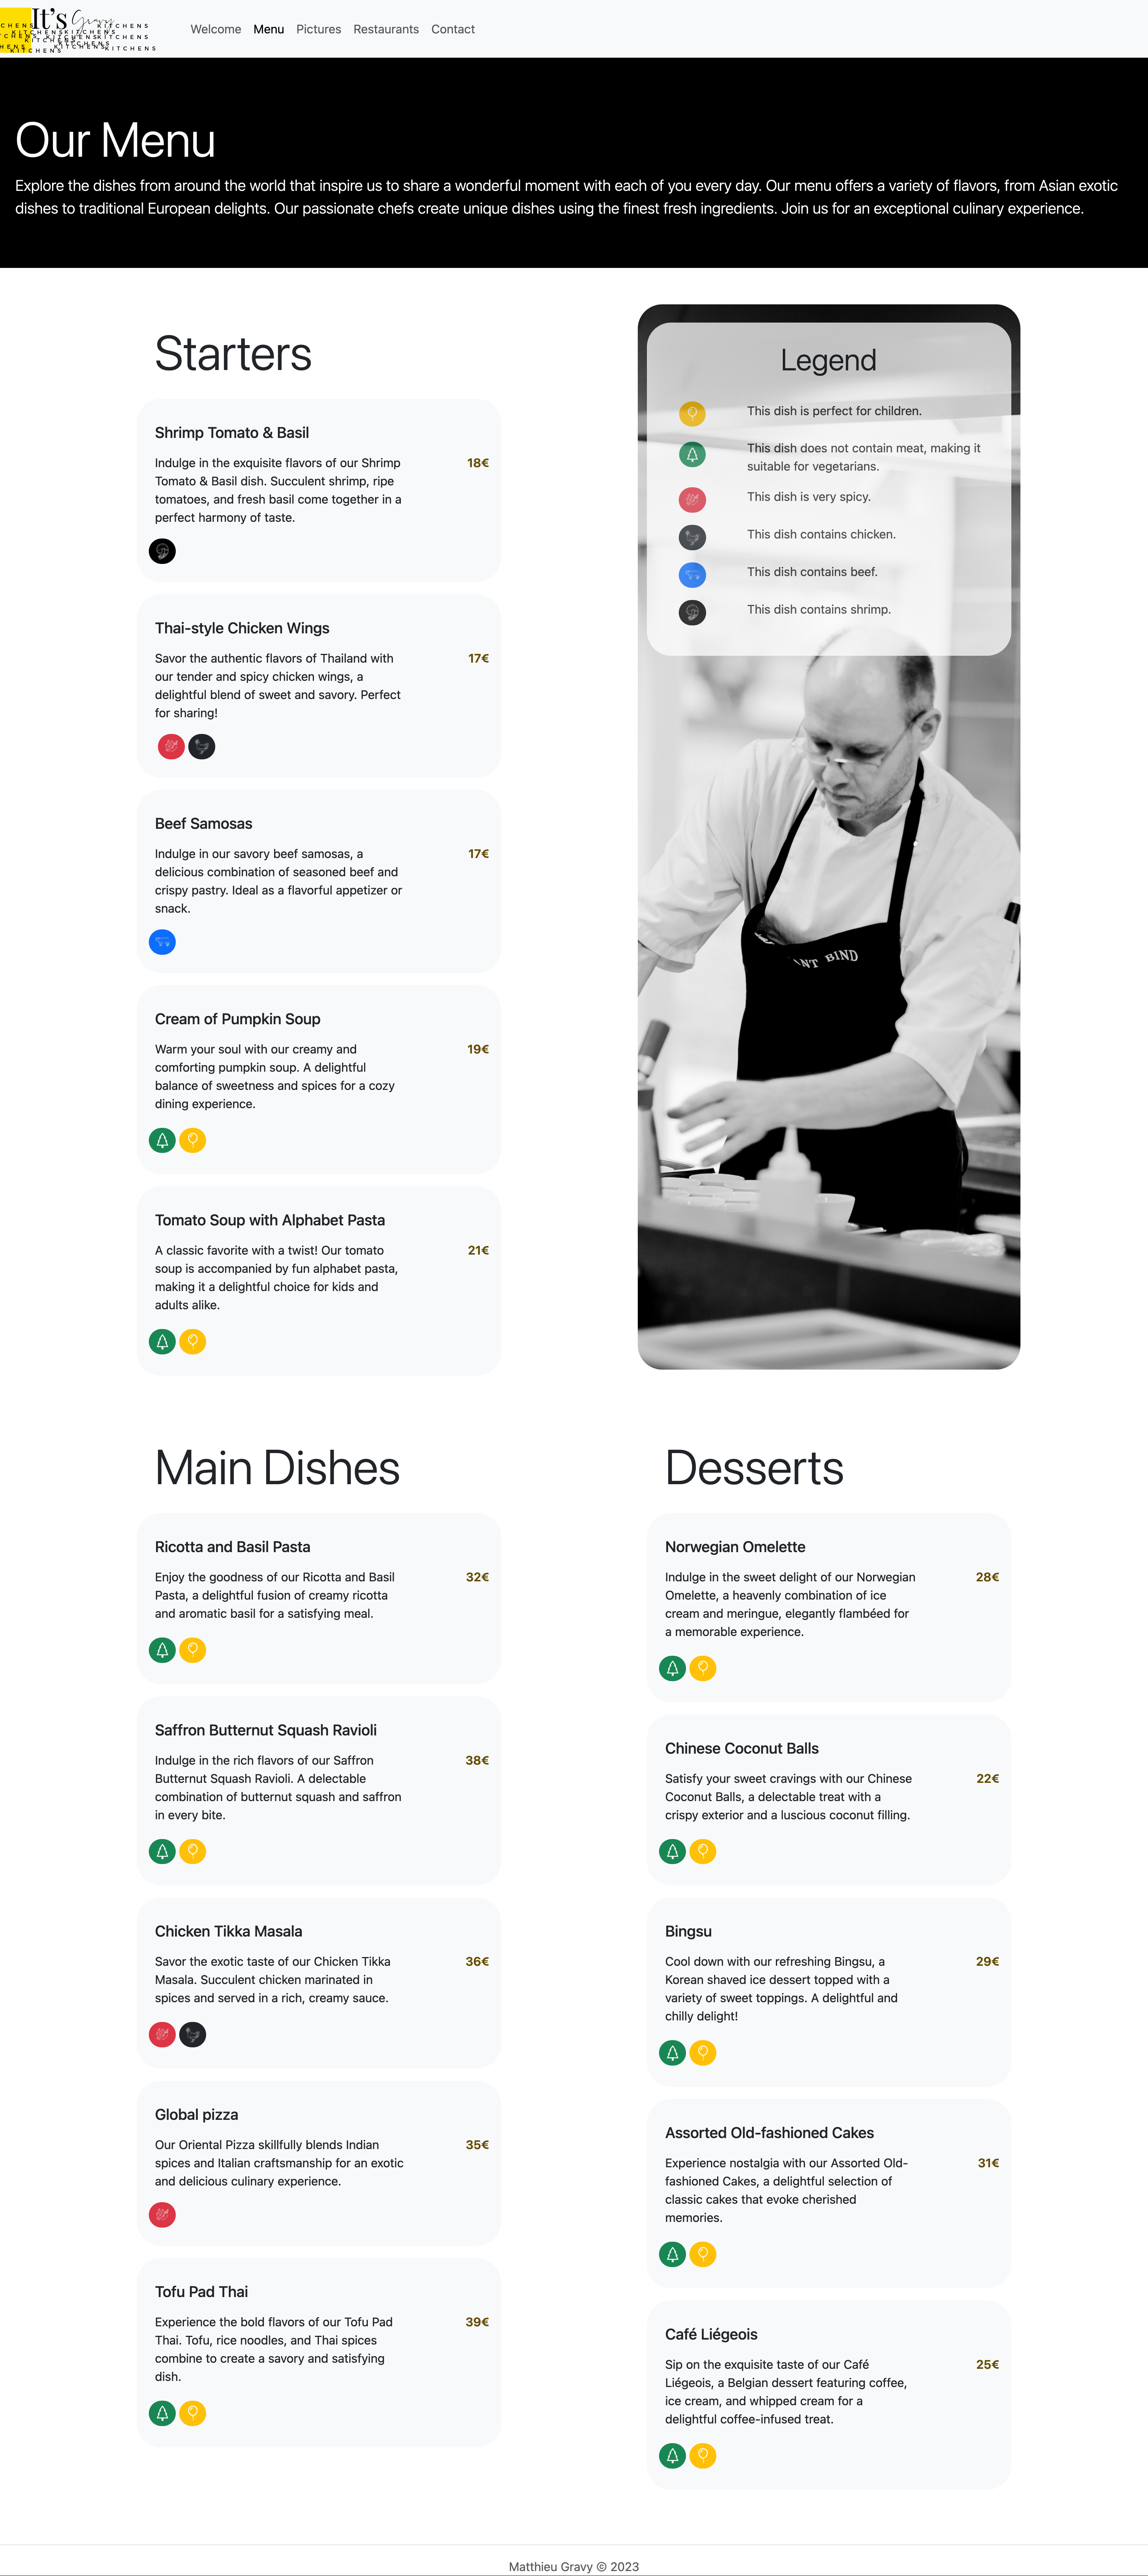 It's Gravy
KITCHENS
Welcome Menu Pictures Restaurants Contact
Our Menu
Explore the dishes from around the world that inspire us to share a wonderful moment with each of you every day. Our menu offers a variety of flavors, from Asian exotic
dishes to traditional European delights. Our passionate chefs create unique dishes using the finest fresh ingredients. Join us for an exceptional culinary experience.
Starters
Shrimp Tomato & Basil
Indulge in the exquisite flavors of our Shrimp 18€
Tomato & Basil dish. Succulent shrimp, ripe
tomatoes, and fresh basil come together in a
perfect harmony of taste.
Thai-style Chicken Wings
Savor the authentic flavors of Thailand with 17€
our tender and spicy chicken wings, a
delightful blend of sweet and savory. Perfect
for sharing!
Beef Samosas
Indulge in our savory beef samosas, a 17€
delicious combination of seasoned beef and
crispy pastry. Ideal as a flavorful appetizer or
snack.
Cream of Pumpkin Soup
Warm your soul with our creamy and 19€
comforting pumpkin soup. A delightful
balance of sweetness and spices for a cozy
dining experience.
Tomato Soup with Alphabet Pasta
A classic favorite with a twist! Our tomato 21€
soup is accompanied by fun alphabet pasta,
making it a delightful choice for kids and
adults alike.
Legend
This dish is perfect for children.
This dish does not contain meat, making it
suitable for vegetarians.
This dish is very spicy.
This dish contains chicken.
This dish contains beef.
This dish contains shrimp.
BIND
Main Dishes
Ricotta and Basil Pasta
Enjoy the goodness of our Ricotta and Basil 32€
Pasta, a delightful fusion of creamy ricotta
and aromatic basil for a satisfying meal.
Saffron Butternut Squash Ravioli
Indulge in the rich flavors of our Saffron 38€
Butternut Squash Ravioli. A delectable
combination of butternut squash and saffron
in every bite.
Chicken Tikka Masala
Savor the exotic taste of our Chicken Tikka 36€
Masala. Succulent chicken marinated in
spices and served in a rich, creamy sauce.
Global pizza
Our Oriental Pizza skillfully blends Indian 35€
spices and Italian craftsmanship for an exotic
and delicious culinary experience.
Tofu Pad Thai
Experience the bold flavors of our Tofu Pad 39€
Thai. Tofu, rice noodles, and Thai spices
combine to create a savory and satisfying
dish.
Desserts
Norwegian Omelette
Indulge in the sweet delight of our Norwegian 28€
Omelette, a heavenly combination of ice
cream and meringue, elegantly flambéed for
a memorable experience.
Chinese Coconut Balls
Satisfy your sweet cravings with our Chinese 22€
Coconut Balls, a delectable treat with a
crispy exterior and a luscious coconut filling.
Bingsu
Cool down with our refreshing Bingsu, a 29€
Korean shaved ice dessert topped with a
variety of sweet toppings. A delightful and
chilly delight!
Assorted Old-fashioned Cakes
Experience nostalgia with our Assorted Old- 31€
fashioned Cakes, a delightful selection of
classic cakes that evoke cherished
memories.
Café Liégeois
Sip on the exquisite taste of our Café 25€
Liégeois, a Belgian dessert featuring coffee,
ice cream, and whipped cream for a
delightful coffee-infused treat.
Matthieu Gravy © 2023